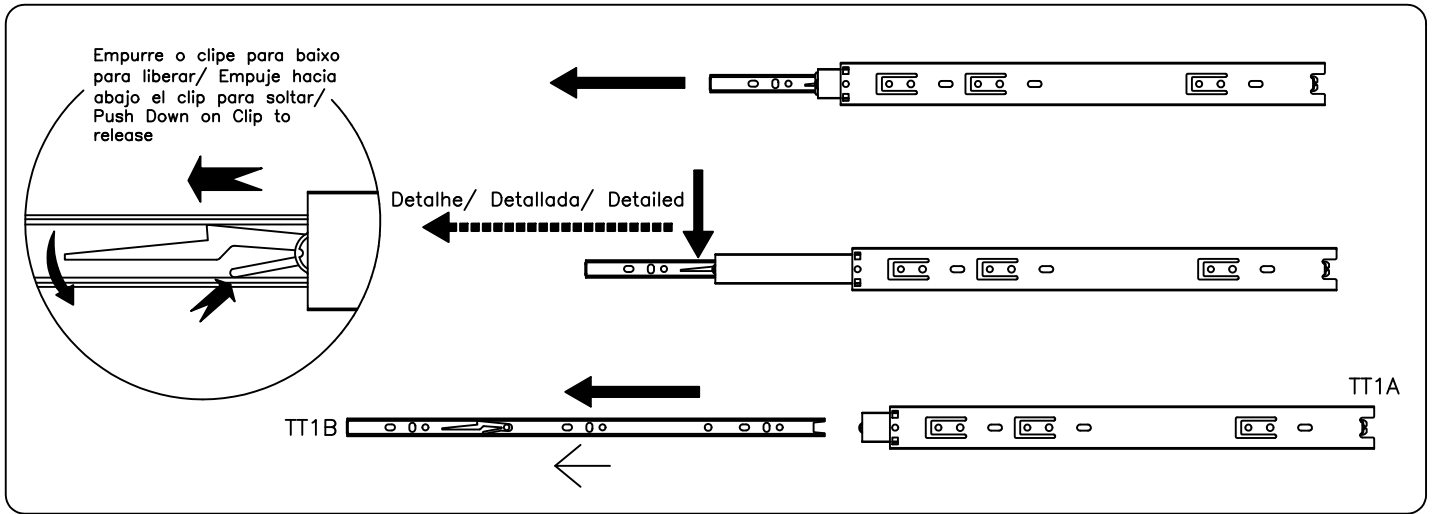 Empurre o clipe para baixo
para liberar/ Empuje hacia
abajo el clip para soltar/
Push Down on Clip to
release
Detalhe/ Detallada/ Detailed
TT1A
TT1B